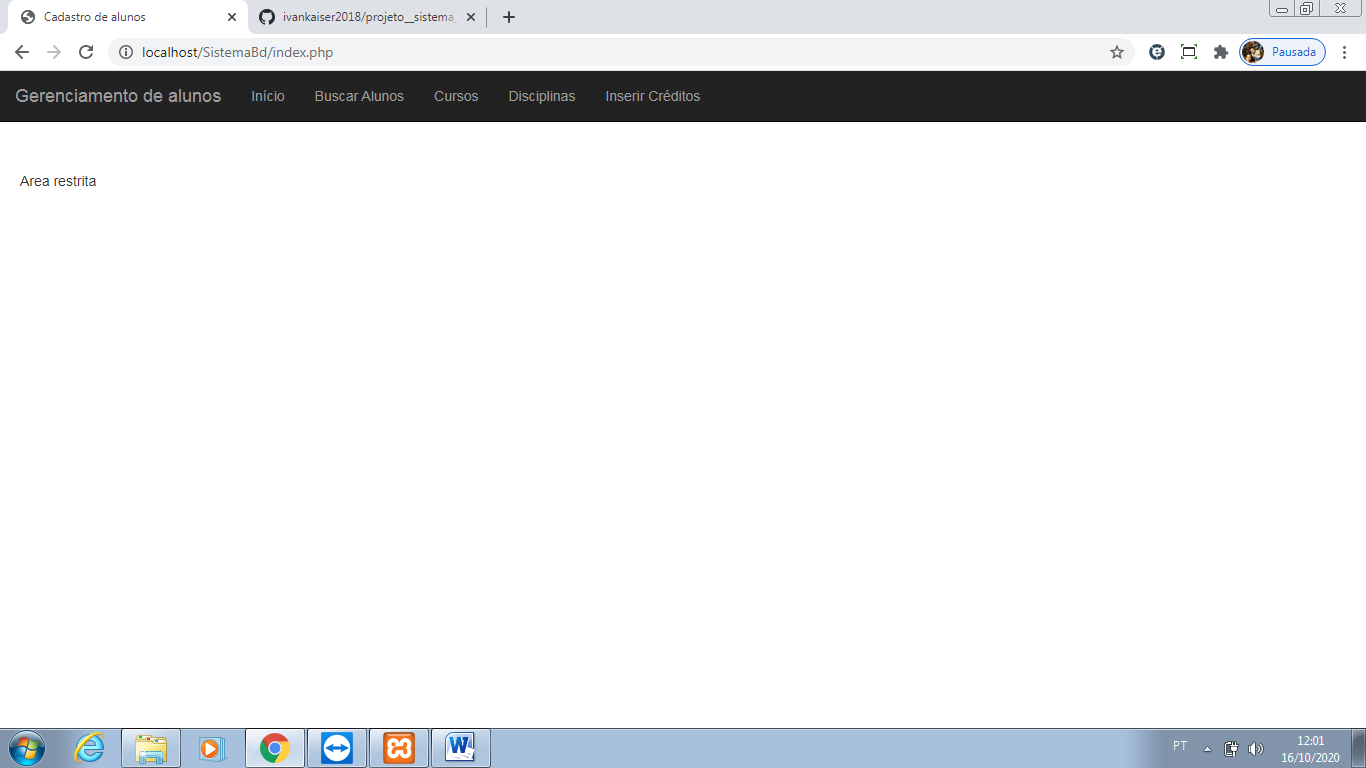 Cadastro de alunos
ivankaiser2018/projeto__sistema_
localhost/SistemaBd/index.php
Pausada
Gerenciamento de alunos Início Buscar Alunos Cursos Disciplinas Inserir Créditos
Area restrita
PT
12:01
16/10/2020